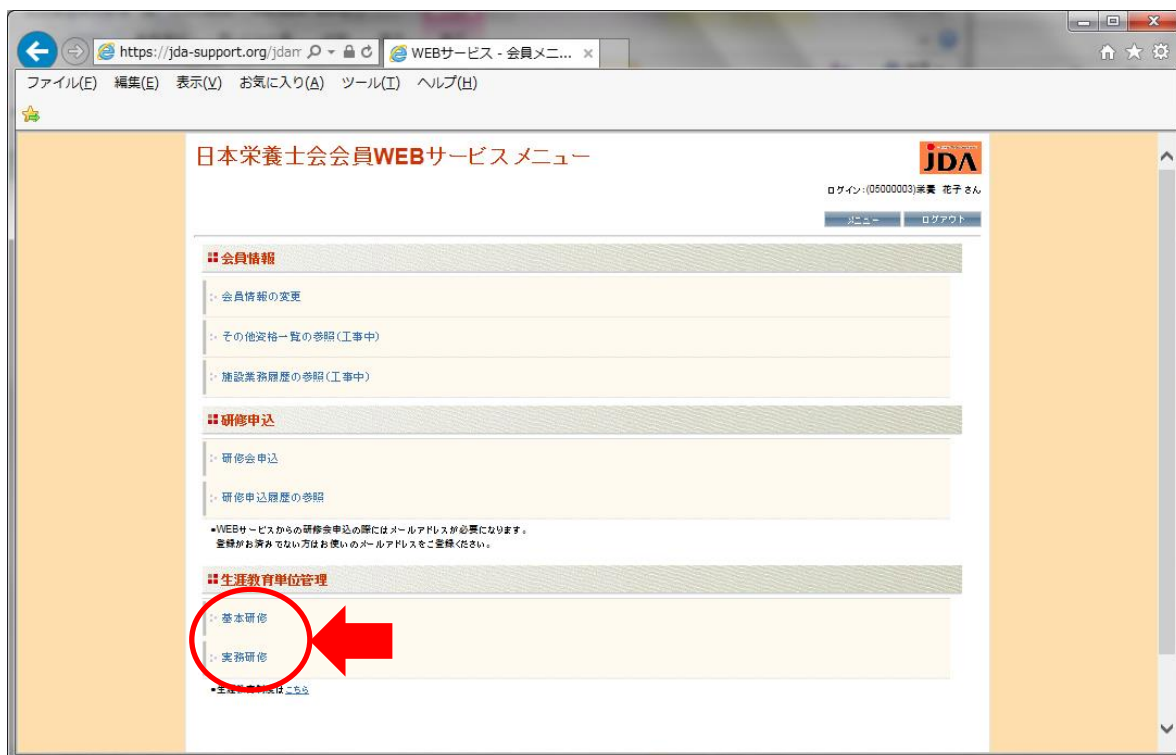 https://jda-support.org/jdam
WEBサービス - 会員メニ...
ファイル(F) 編集(E) 表示(V) お気に入り(A) ツール(T) ヘルプ(H)
日本栄養士会会員WEBサービス メニュー
JDA
ログイン:(05000003)栄養 花子 さん
メニュー ログアウト
会員情報
会員情報の変更
その他資格一覧の参照(工事中)
施設業務履歴の参照(工事中)
研修申込
研修会申込
研修申込履歴の参照
•WEBサービスからの研修会申込の際にはメールアドレスが必要になります。
登録がお済みでない方はお使いのメールアドレスをご登録ください。
生涯教育単位管理
基本研修
実務研修
•生涯教育制度は こちら